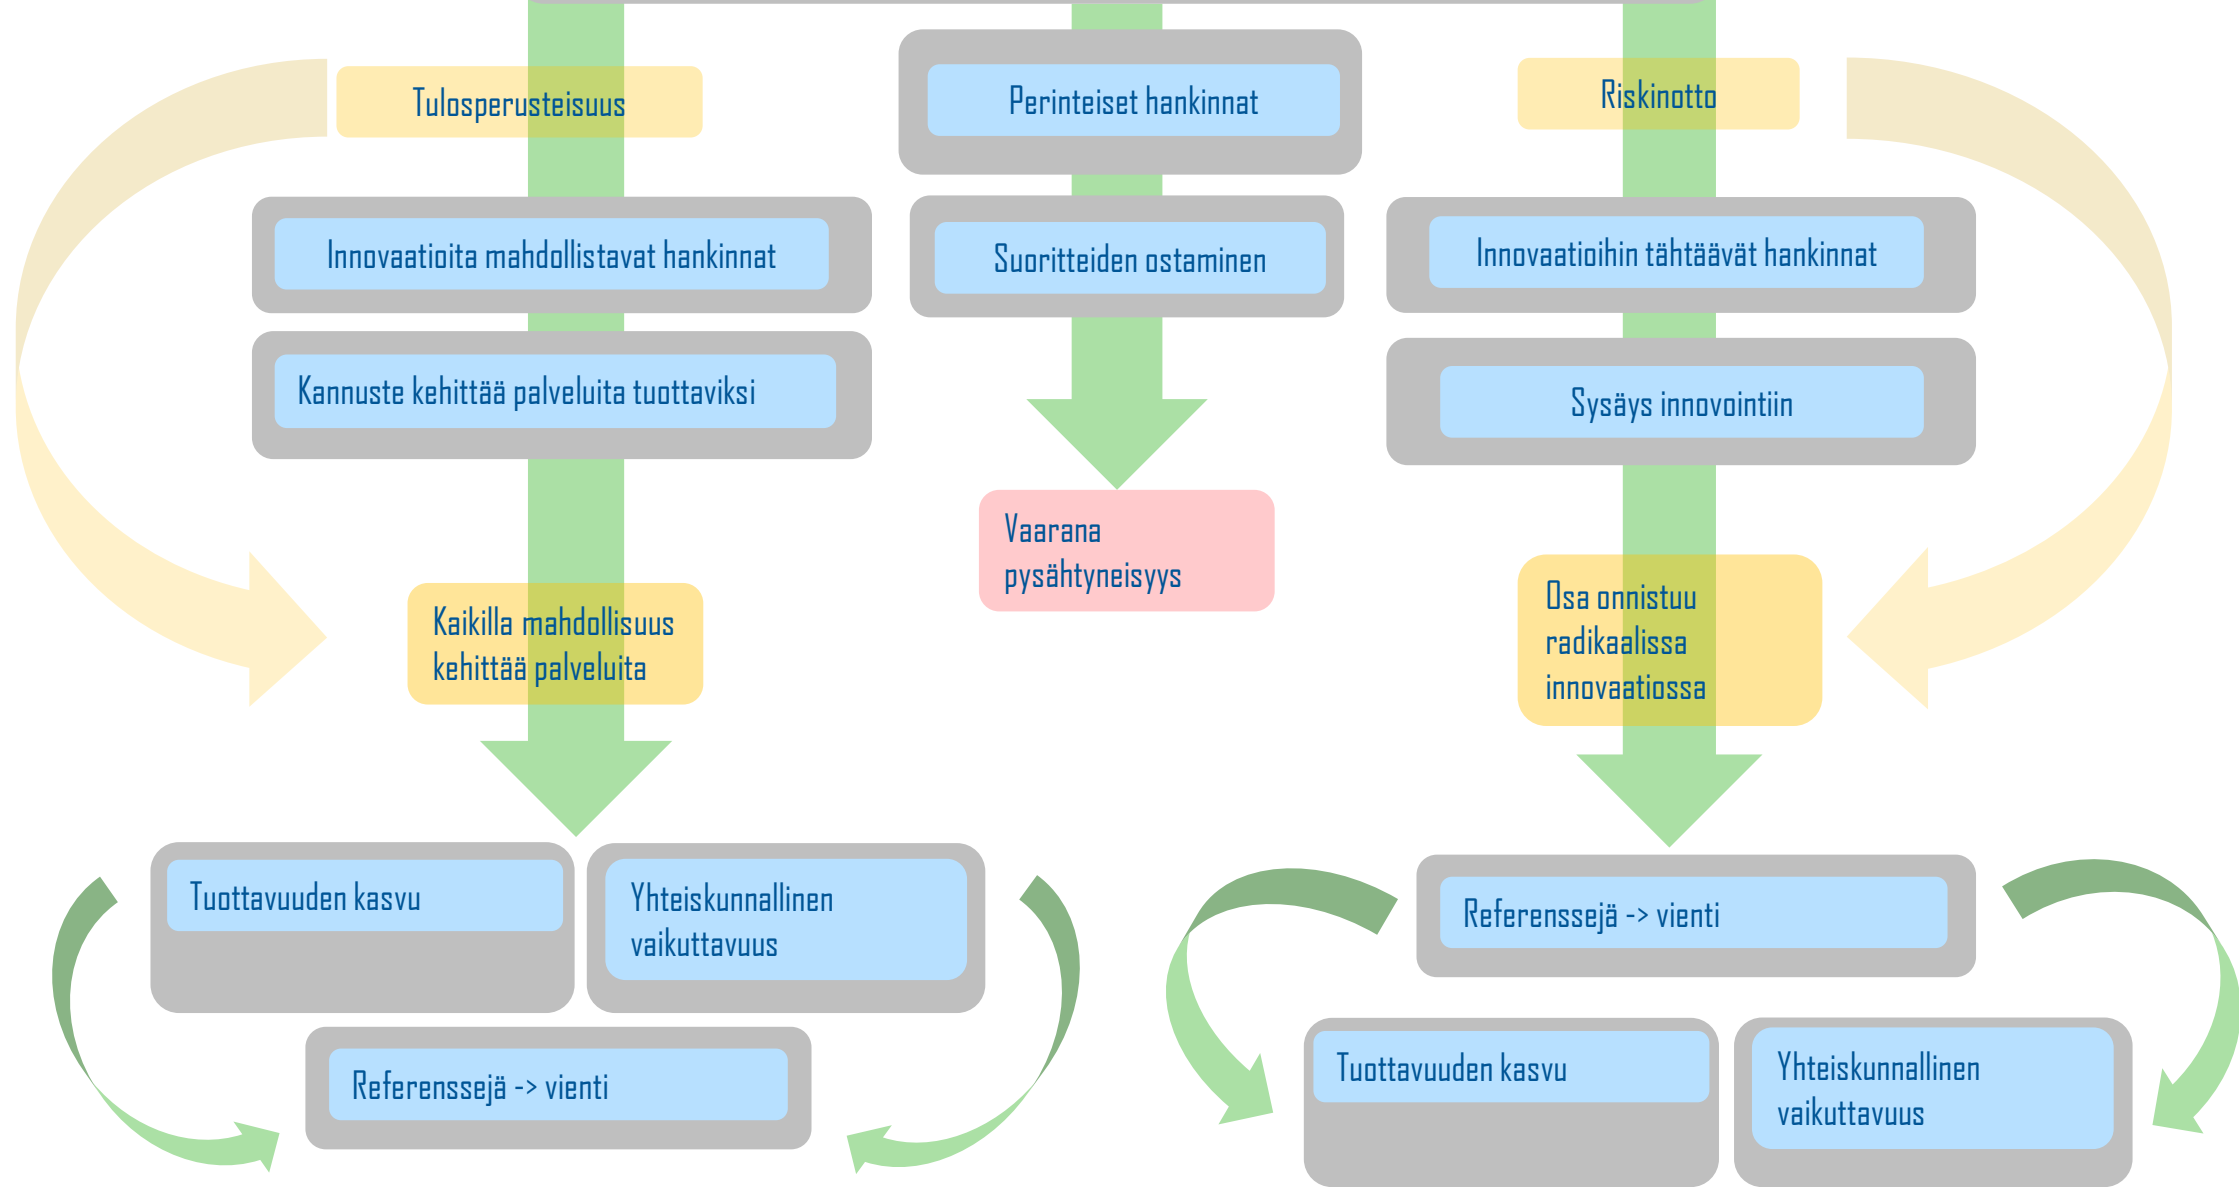 Tulosperusteisuus
Perinteiset hankinnat
Riskinotto
Innovaatioita mahdollistavat hankinnat
Suoritteiden ostaminen
Innovaatioihin tähtäävät hankinnat
Kannuste kehittää palveluita tuottaviksi
Sysäys innovointiin
Vaarana
pysähtyneisyys
Kaikilla mahdollisuus
kehittää palveluita
Osa onnistuu
radikaalissa
innovaatiossa
Tuottavuuden kasvu
Yhteiskunnallinen
vaikuttavuus
Referenssejä -> vienti
Referenssejä -> vienti
Tuottavuuden kasvu
Yhteiskunnallinen
vaikuttavuus